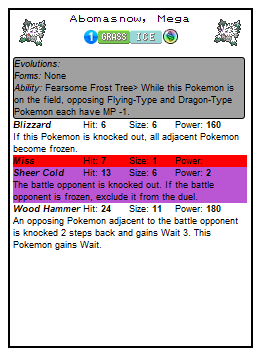 Abomasnow, Mega
1 GRASS ICE
Evolutions:
Forms: None
Ability: Fearsome Frost Tree> While this Pokemon is
on the field, opposing Flying-Type and Dragon-Type
Pokemon each have MP -1.
Blizzard Hit: 6 Size: 6 Power: 160
If this Pokemon is knocked out, all adjacent Pokemon
become frozen.
Miss Hit: 7 Size: 1 Power:
Sheer Cold Hit: 13 Size: 6 Power: 2
The battle opponent is knocked out. If the battle
opponent is frozen, exclude it from the duel.
Wood Hammer Hit: 24 Size: 11 Power: 180
An opposing Pokemon adjacent to the battle opponent
is knocked 2 steps back and gains Wait 3. This
Pokemon gains Wait.